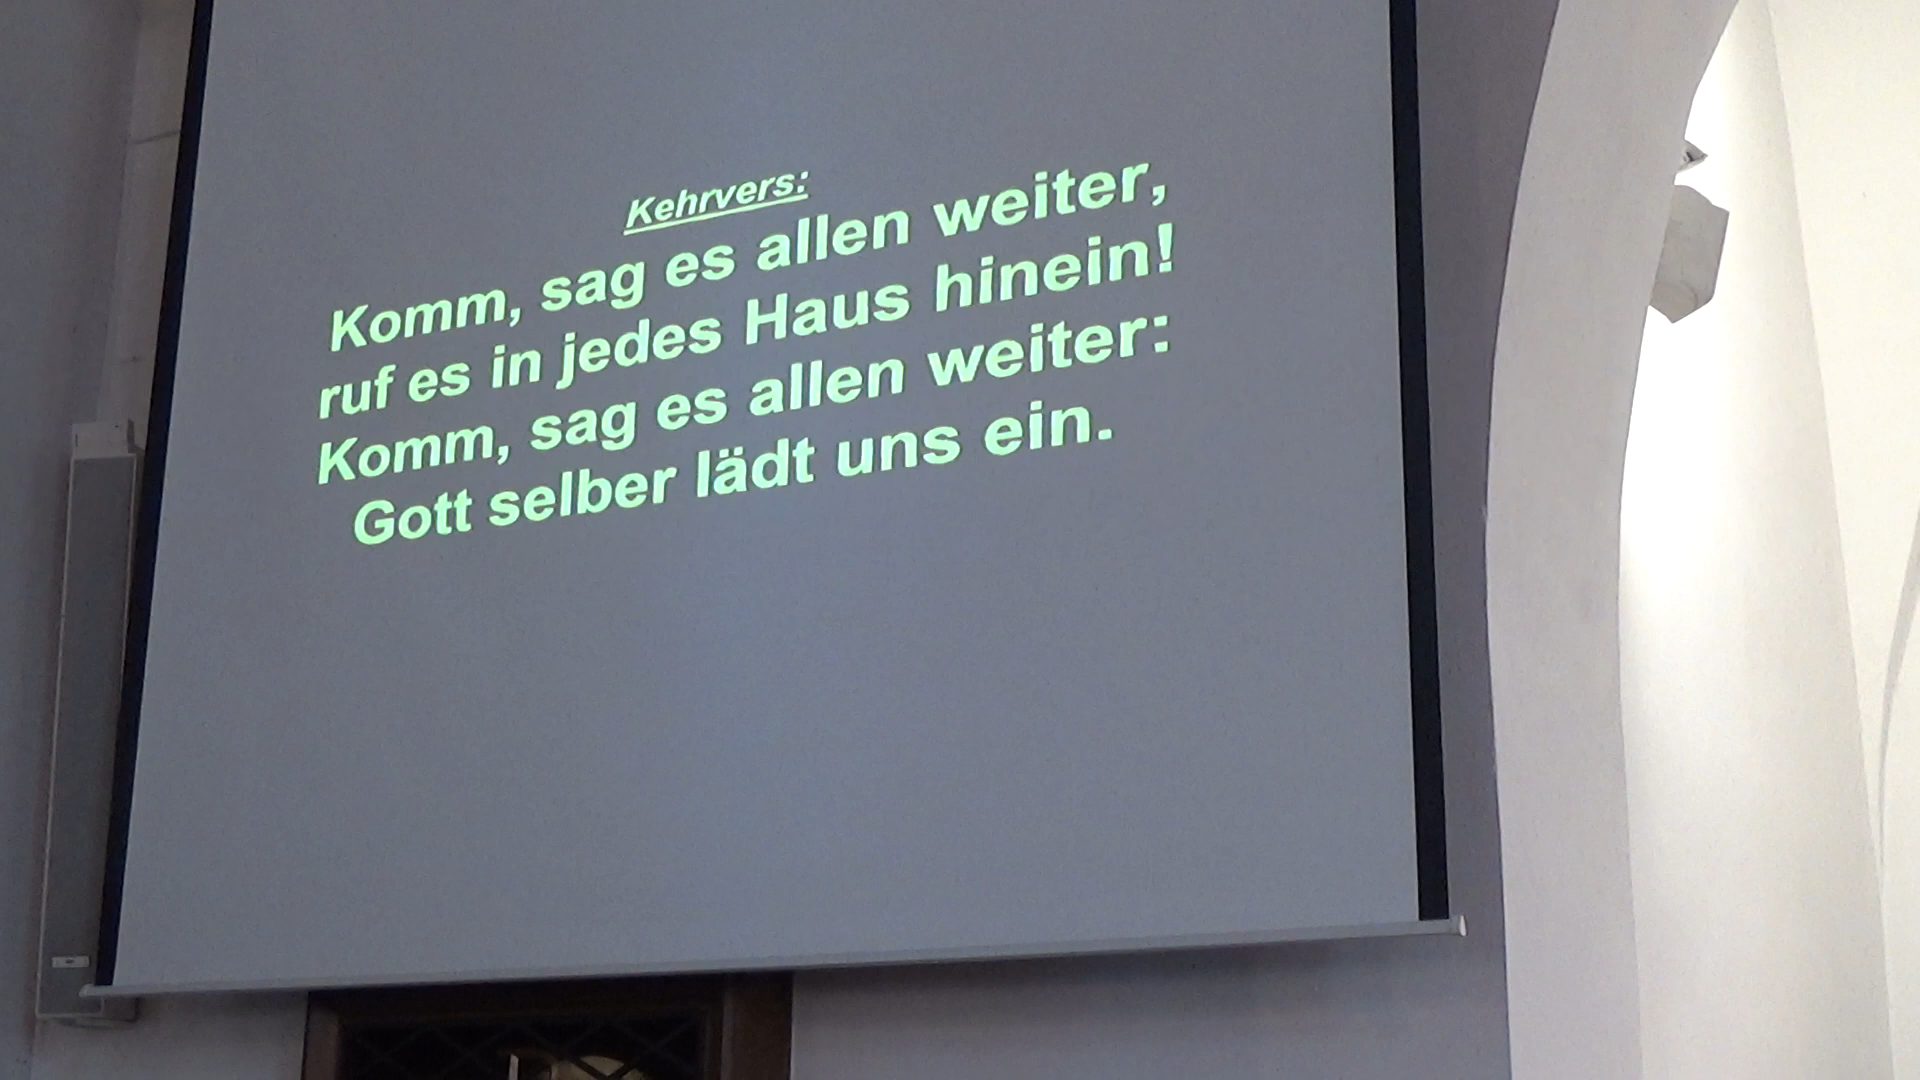 Kehrvers:
Komm, sag es allen weiter,
ruf es in jedes Haus hinein!
Komm, sag es allen weiter:
Gott selber lädt uns ein.